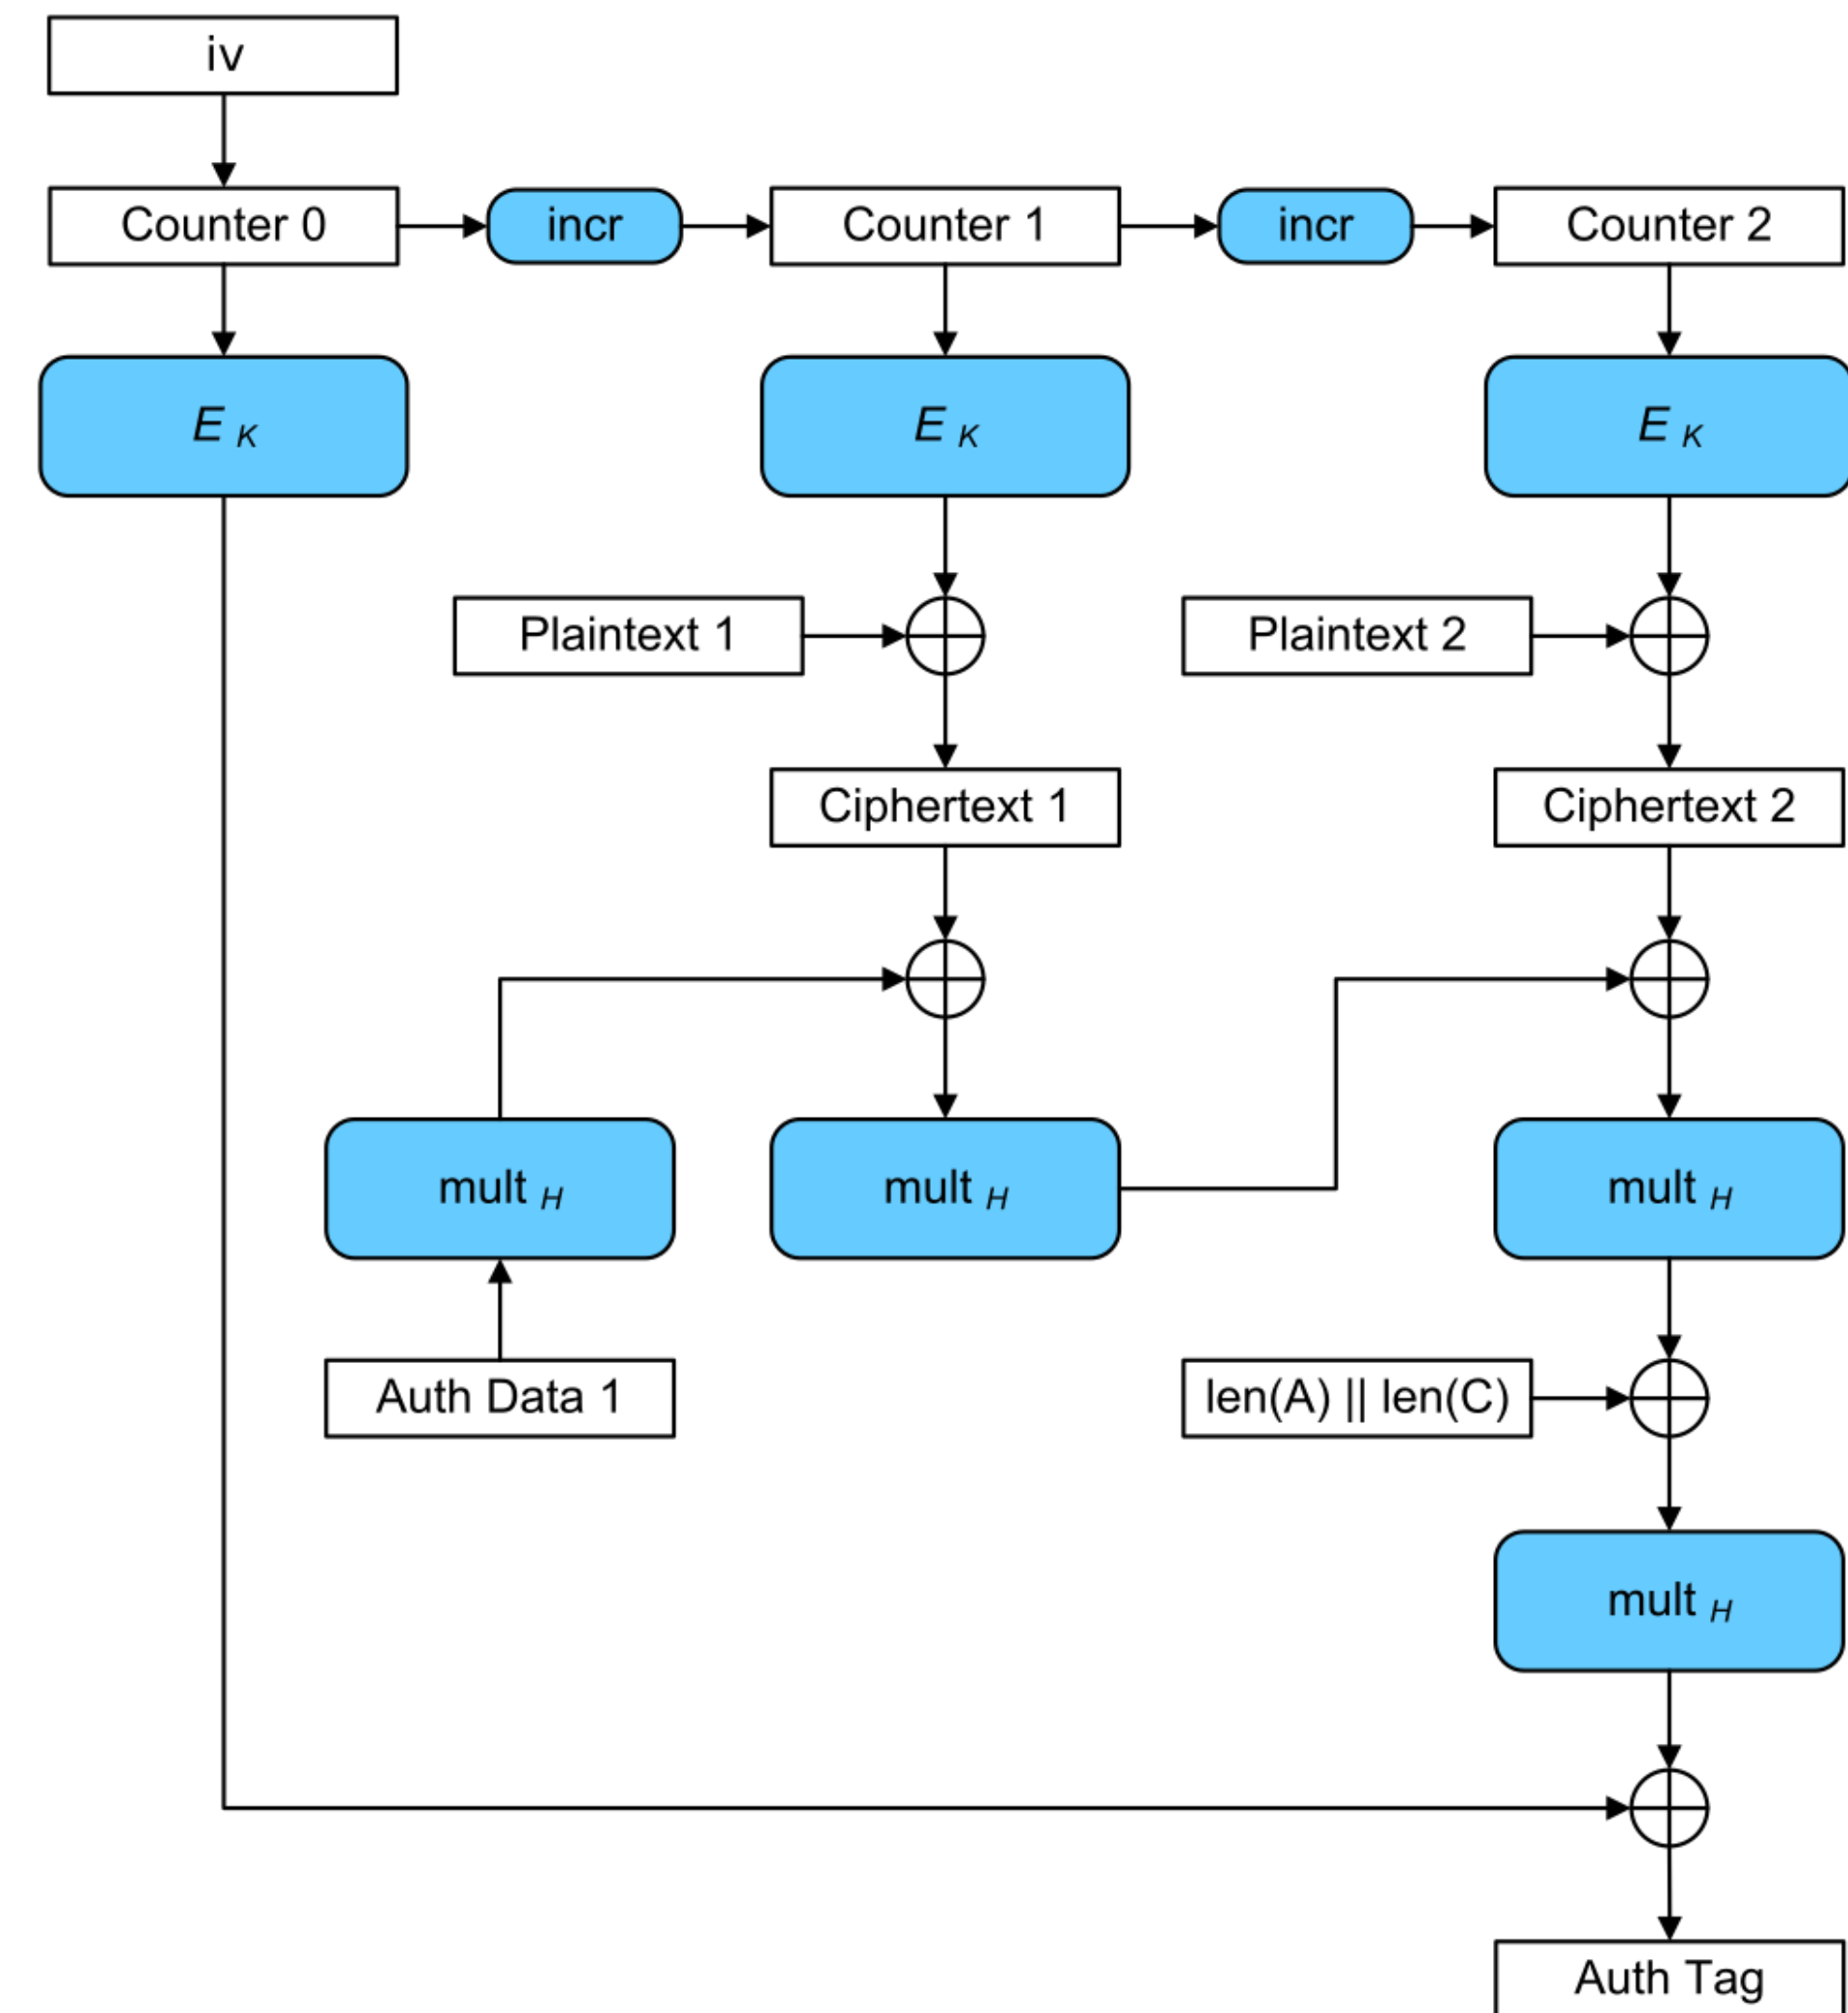 iv
Counter 0
incr
Counter 1
incr
Counter 2
E K
E K
E K
Plaintext 1
Plaintext 2
Ciphertext 1
Ciphertext 2
mult H
mult H
mult H
Auth Data 1
len(A) || len(C)
mult H
Auth Tag